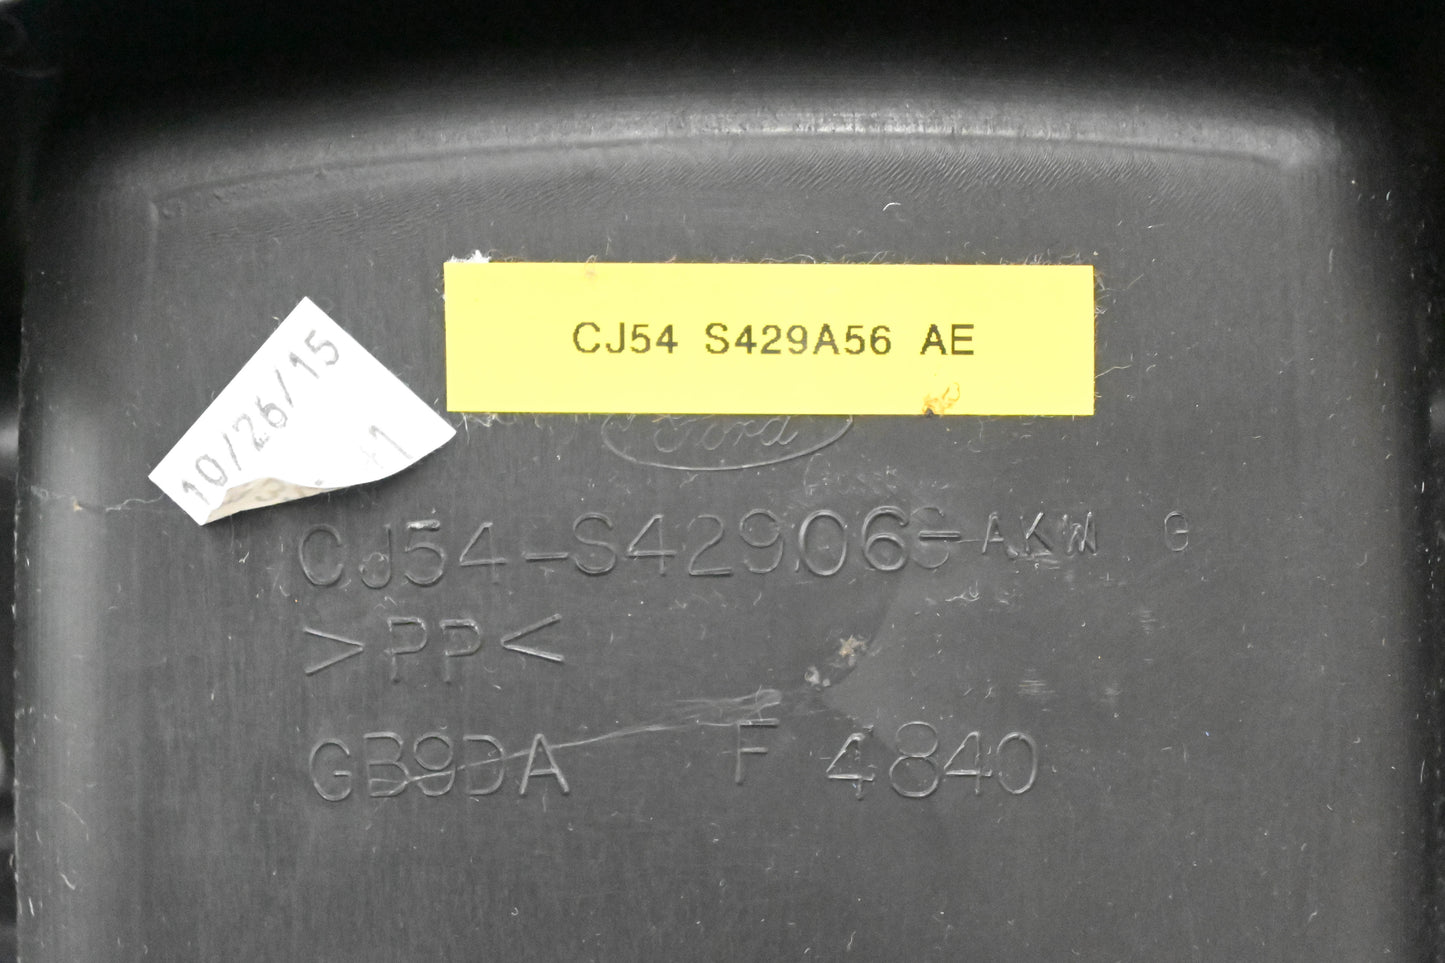 CJ54 S429A56 AE
10/26/15
Ford
CJ54-S42906 AKW G
>PP<
GB9DA F 4840